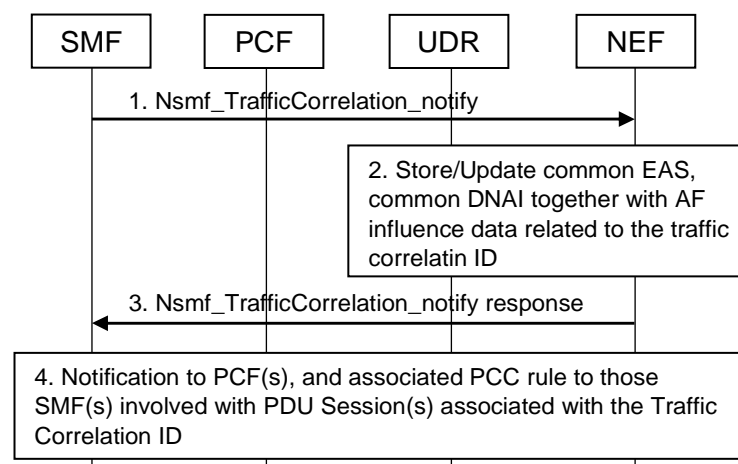 SMF PCF UDR NEF
1. Nsmf_TrafficCorrelation_notify
2. Store/Update common EAS,
common DNAI together with AF
influence data related to the traffic
correlatin ID
3. Nsmf_TrafficCorrelation_notify response
4. Notification to PCF(s), and associated PCC rule to those
SMF(s) involved with PDU Session(s) associated with the Traffic
Correlation ID